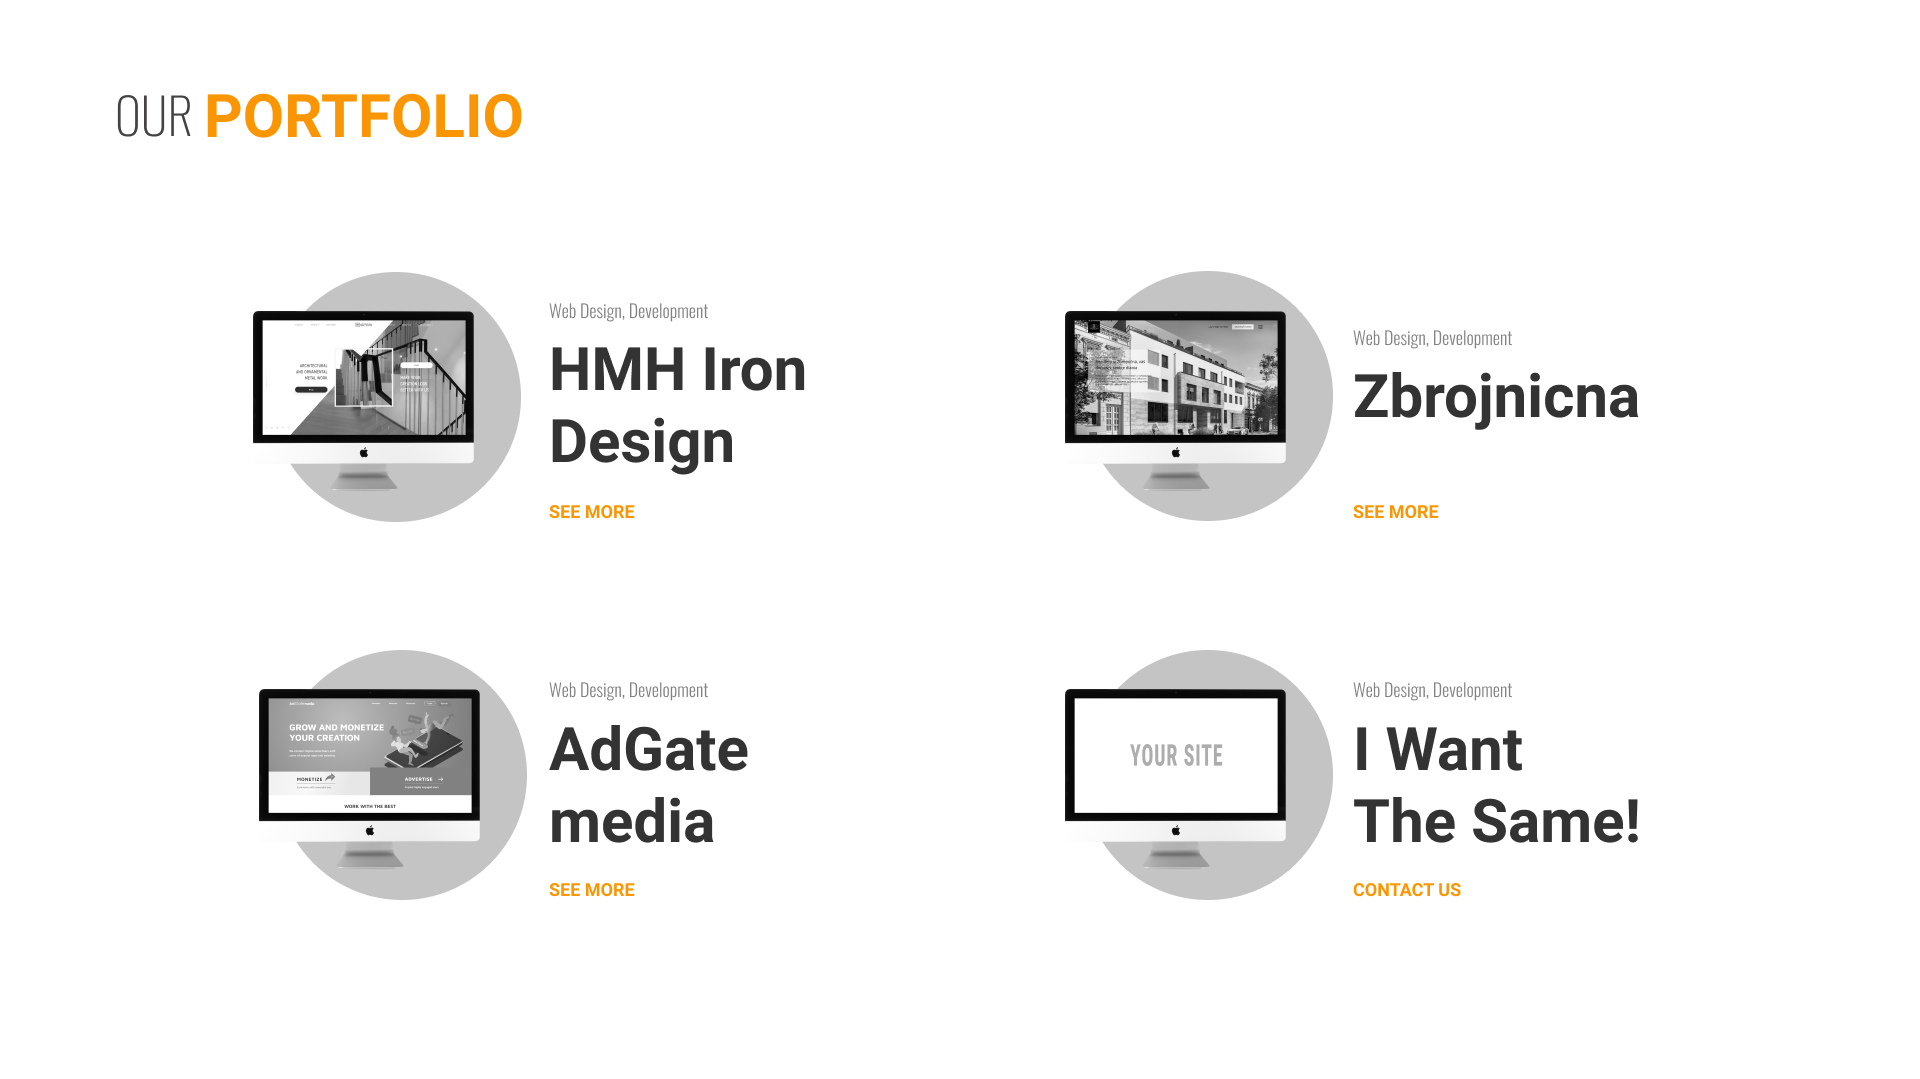 OUR PORTFOLIO
Web Design, Development
HMH Iron
Design
SEE MORE
ARCHITECTURAL
AND ORNAMENTAL
METAL WORK
Web Design, Development
Zbrojnicna
SEE MORE
Web Design, Development
AdGate
media
SEE MORE
GROW AND MONETIZE
YOUR CREATION
MONETIZE
ADVERTISE
WORK WITH THE BEST
Web Design, Development
I Want
The Same!
CONTACT US
YOUR SITE